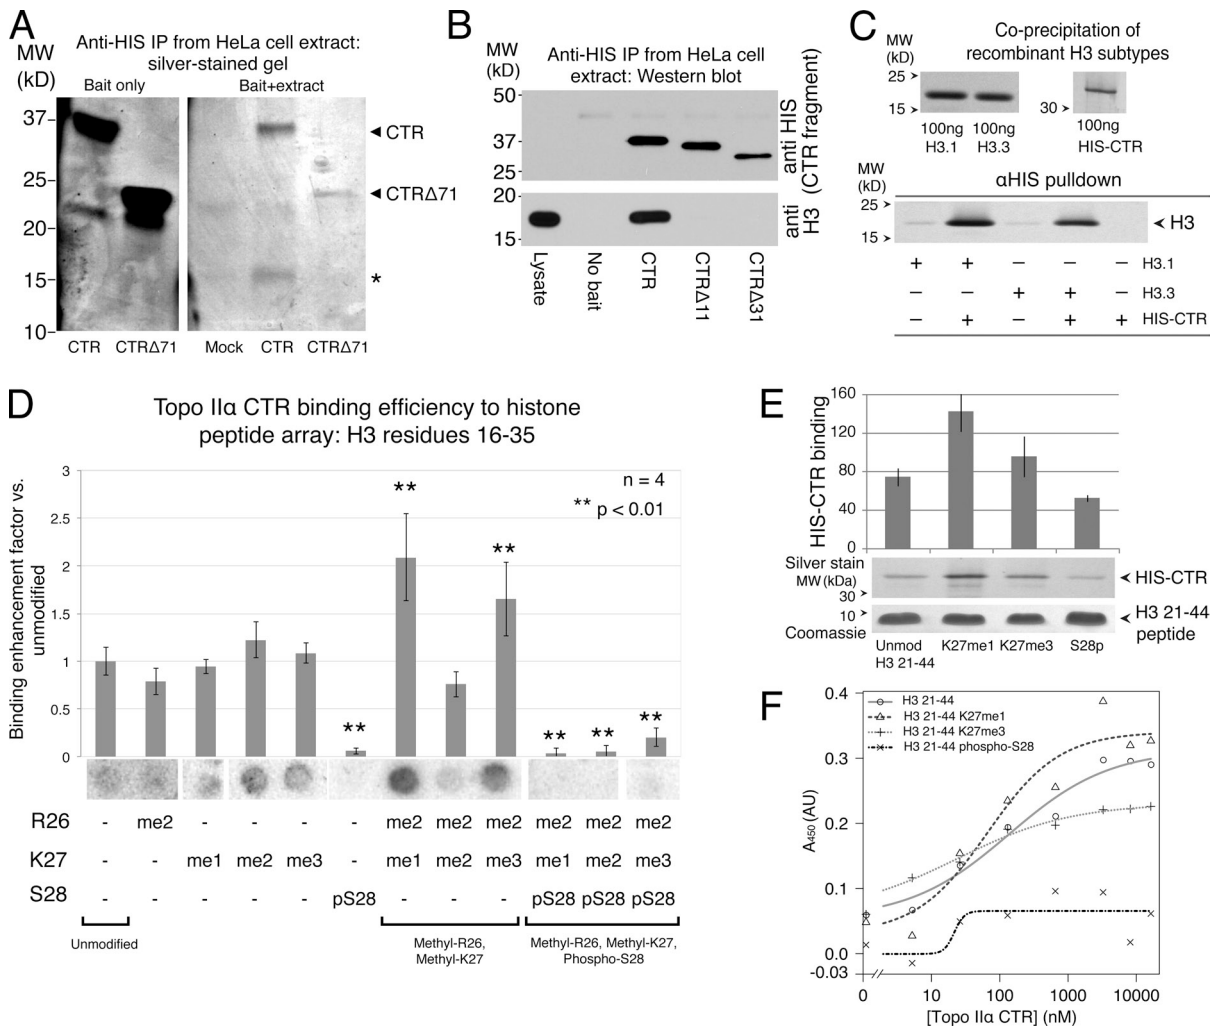 A
Anti-HIS IP from HeLa cell extract:
silver-stained gel
MW
(kD)
Bait only
Bait+extract
37
25
20
15
10
CTR
CTRΔ71
*
CTR
CTRΔ71
Mock
CTR
CTRΔ71
B
Anti-HIS IP from HeLa cell
extract: Western blot
MW
(kD)
50
37
25
20
15
anti HIS
(CTR fragment)
anti
H3
Lysate
No bait
CTR
CTRΔ11
CTRΔ31
C
Co-precipitation of
recombinant H3 subtypes
MW
(kD)
25
15
30
100ng
H3.1
100ng
H3.3
100ng
HIS-CTR
αHIS pulldown
MW
(kD)
25
15
H3
+ + – – – H3.1
– – + + – H3.3
– + – + + HIS-CTR
D
Topo IIα CTR binding efficiency to histone
peptide array: H3 residues 16-35
Binding enhancement factor vs.
unmodified
3
2.5
2
1.5
1
0.5
0
n = 4
** p < 0.01
**
**
**
**
**
**
R26 - me2 - - - - me2 me2 me2 me2 me2 me2
K27 - - me1 me2 me3 - me1 me2 me3 me1 me2 me3
S28 - - - - - pS28 - - - pS28 pS28 pS28
Unmodified
Methyl-R26,
Methyl-K27
Methyl-R26, Methyl-K27,
Phospho-S28
E
HIS-CTR binding
160
120
80
40
0
Silver stain
MW (kDa)
30
HIS-CTR
10
Coomassie
H3 21-44
peptide
Unmod
H3 21-44
K27me1
K27me3
S28p
F
H3 21-44
H3 21-44 K27me1
H3 21-44 K27me3
H3 21-44 phospho-S28
A450 (AU)
0.4
0.3
0.2
0.1
0.0
-0.03
0
10
100
1000
10000
[Topo IIα CTR] (nM)